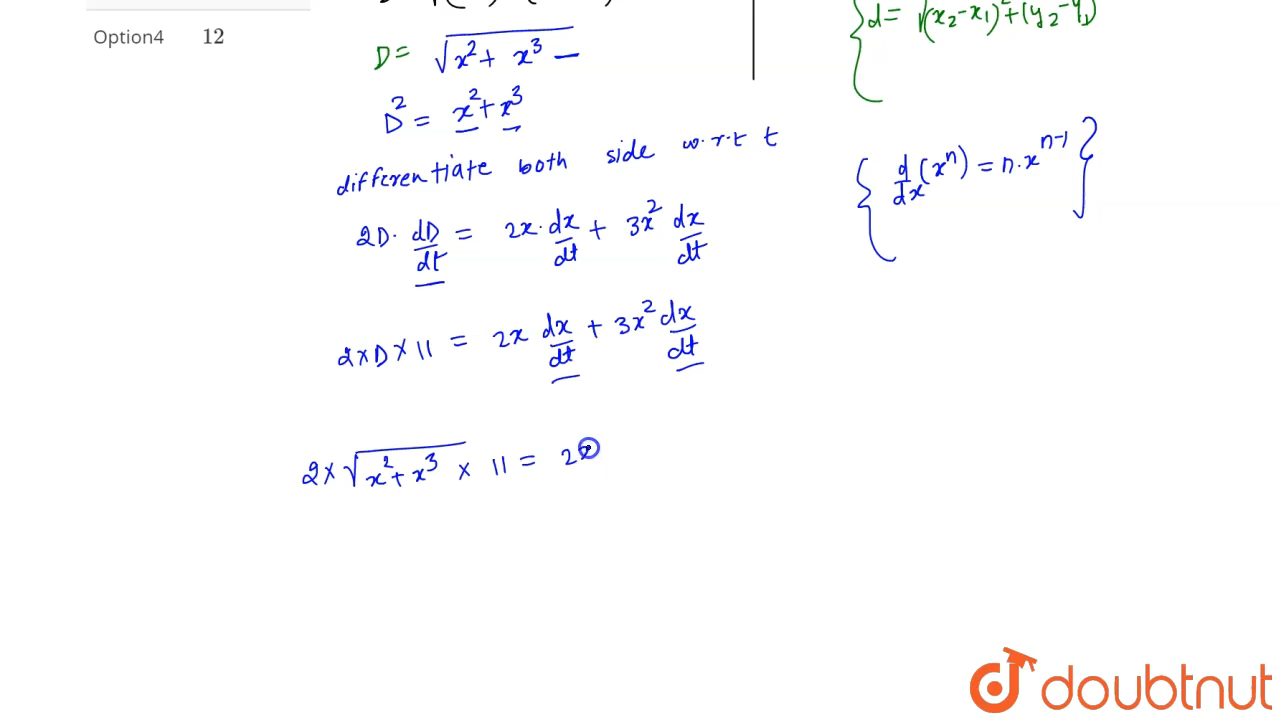 d = √(x₂-x₁)²+(y₂-y₁)
Option4 12
D = √x²+ x³
D² = x²+x³
differentiate both side w.r.t t
{ d/dx (xⁿ) = n·xⁿ⁻¹ }
2D· dD/dt = 2x· dx/dt + 3x² dx/dt
2×D×11 = 2x dx/dt + 3x² dx/dt
2×√x²+x³ × 11 = 2x
doubtnut